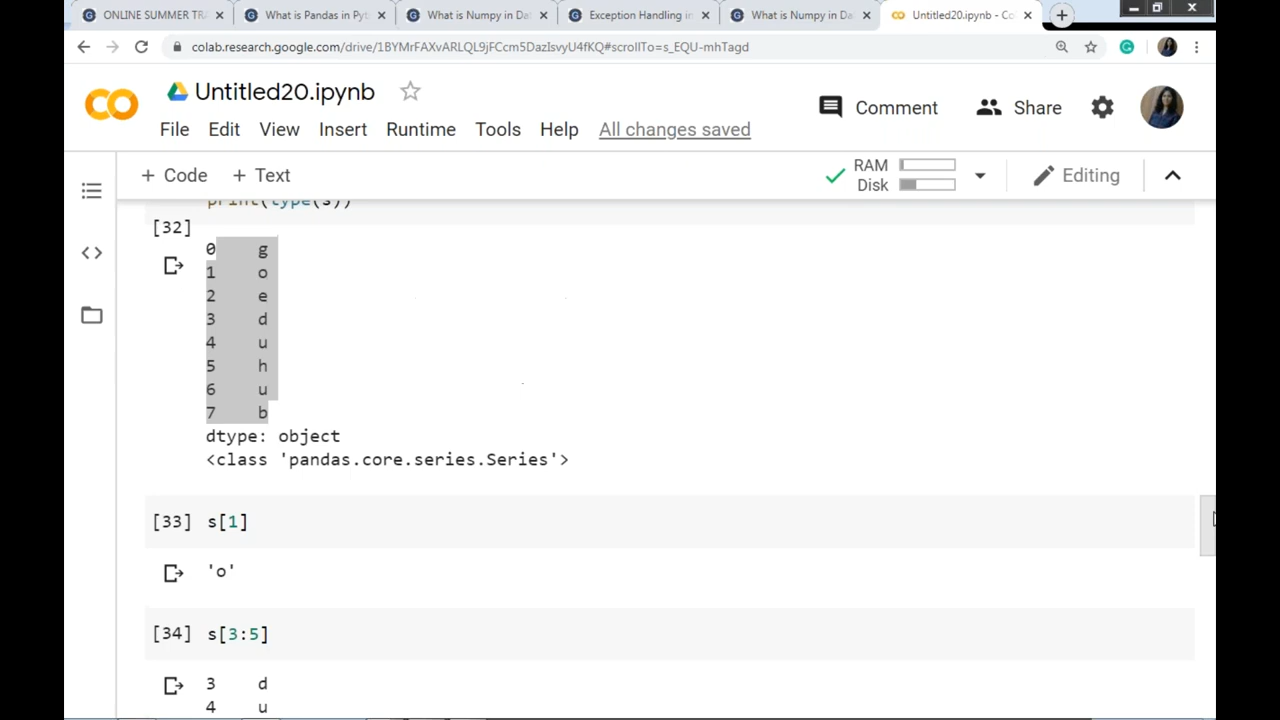 ONLINE SUMMER TR
What is Pandas in Pyt
What is Numpy in Da
Exception Handling in
What is Numpy in Da
Untitled20.ipynb - Co
colab.research.google.com/drive/1BYMrFAXvARLQL9jFCcm5DazIsvyU4fKQ#scrollTo=s_EQU-mhTagd
Untitled20.ipynb
Comment
Share
File Edit View Insert Runtime Tools Help All changes saved
+ Code + Text
RAM
Disk
Editing
print(type(s))
[32]
0 g
1 o
2 e
3 d
4 u
5 h
6 u
7 b
dtype: object
<class 'pandas.core.series.Series'>
[33] s[1]
'o'
[34] s[3:5]
3 d
4 u